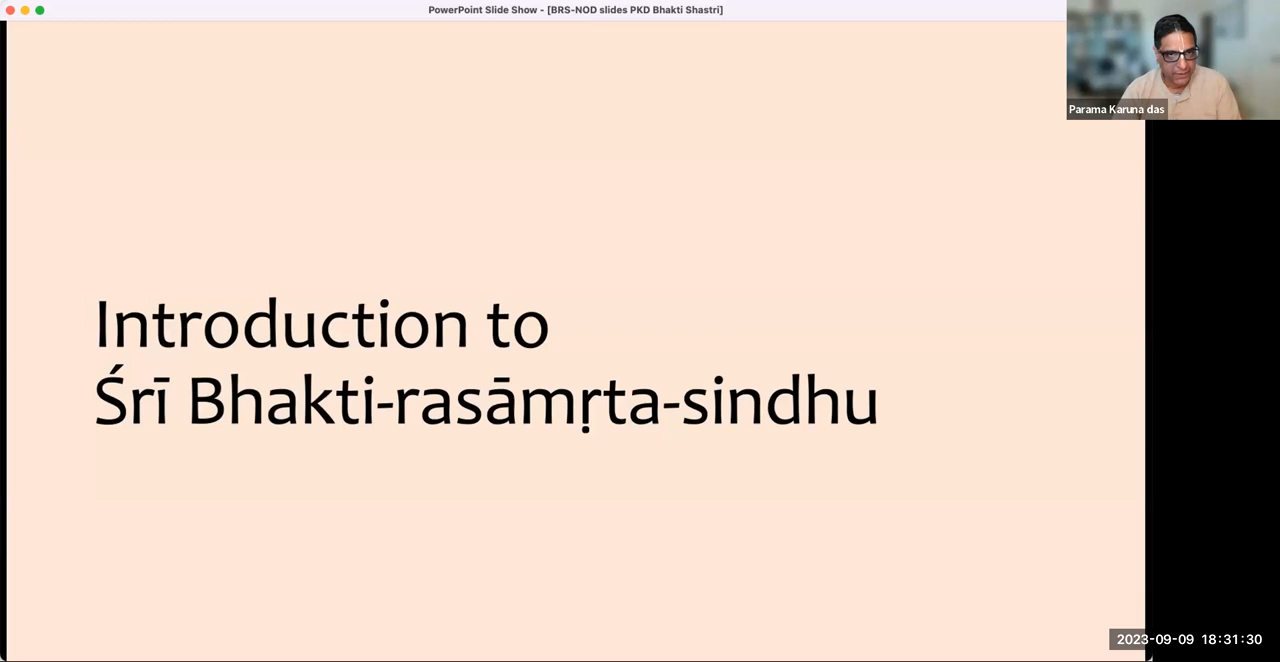 PowerPoint Slide Show - [BRS-NOD slides PKD Bhakti Shastri]
Parama Karuna das
Introduction to
Śrī Bhakti-rasāmṛta-sindhu
2023-09-09 18:31:30